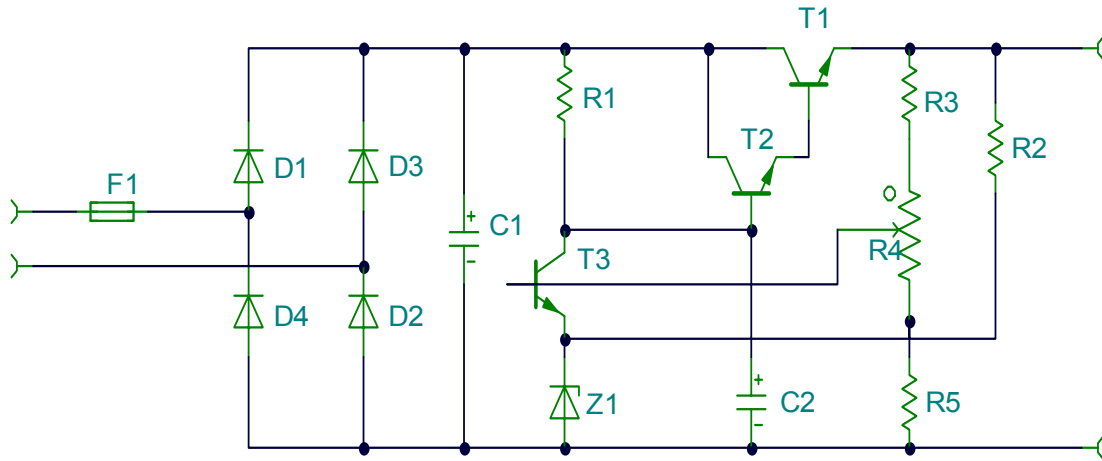 T1
R1
R3
T2
R2
D1
D3
F1
C1
+
-
T3
R4
D4
D2
Z1
+
-
C2
R5